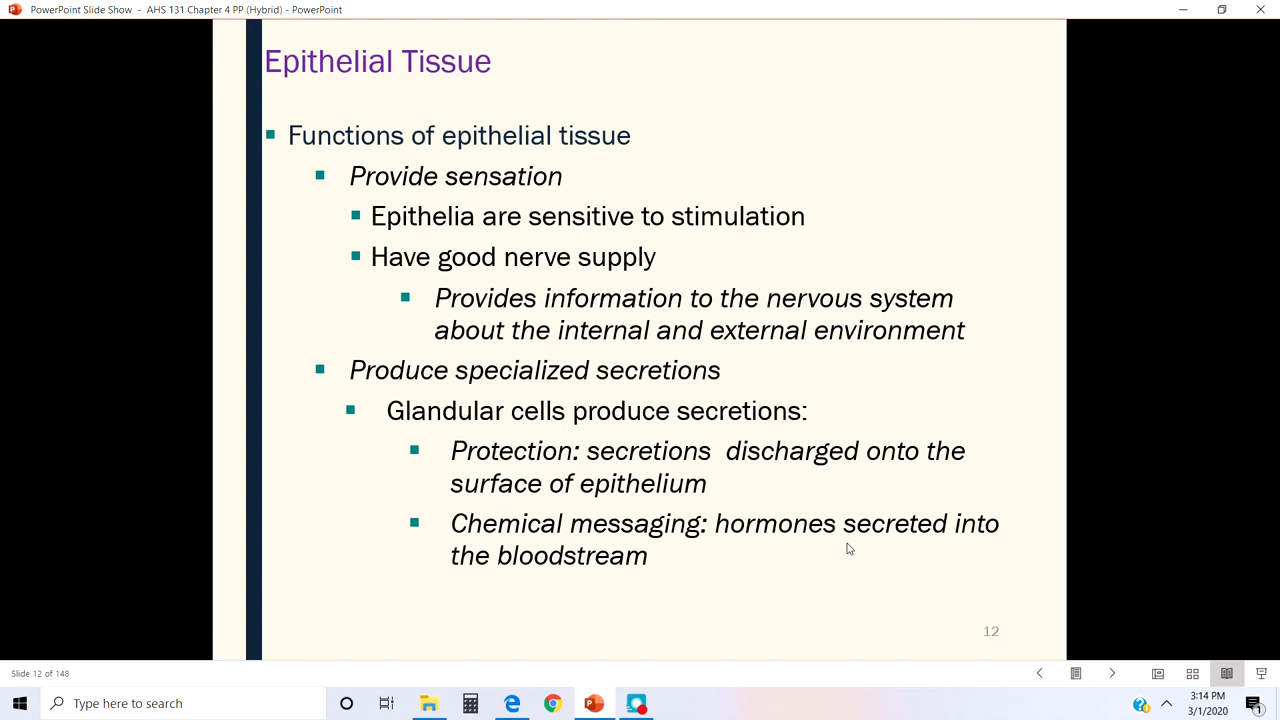 PowerPoint Slide Show - AHS 131 Chapter 4 PP (Hybrid) - PowerPoint
Epithelial Tissue
Functions of epithelial tissue
Provide sensation
Epithelia are sensitive to stimulation
Have good nerve supply
Provides information to the nervous system
about the internal and external environment
Produce specialized secretions
Glandular cells produce secretions:
Protection: secretions discharged onto the
surface of epithelium
Chemical messaging: hormones secreted into
the bloodstream
12
Slide 12 of 148
Type here to search
3:14 PM
3/1/2020
1